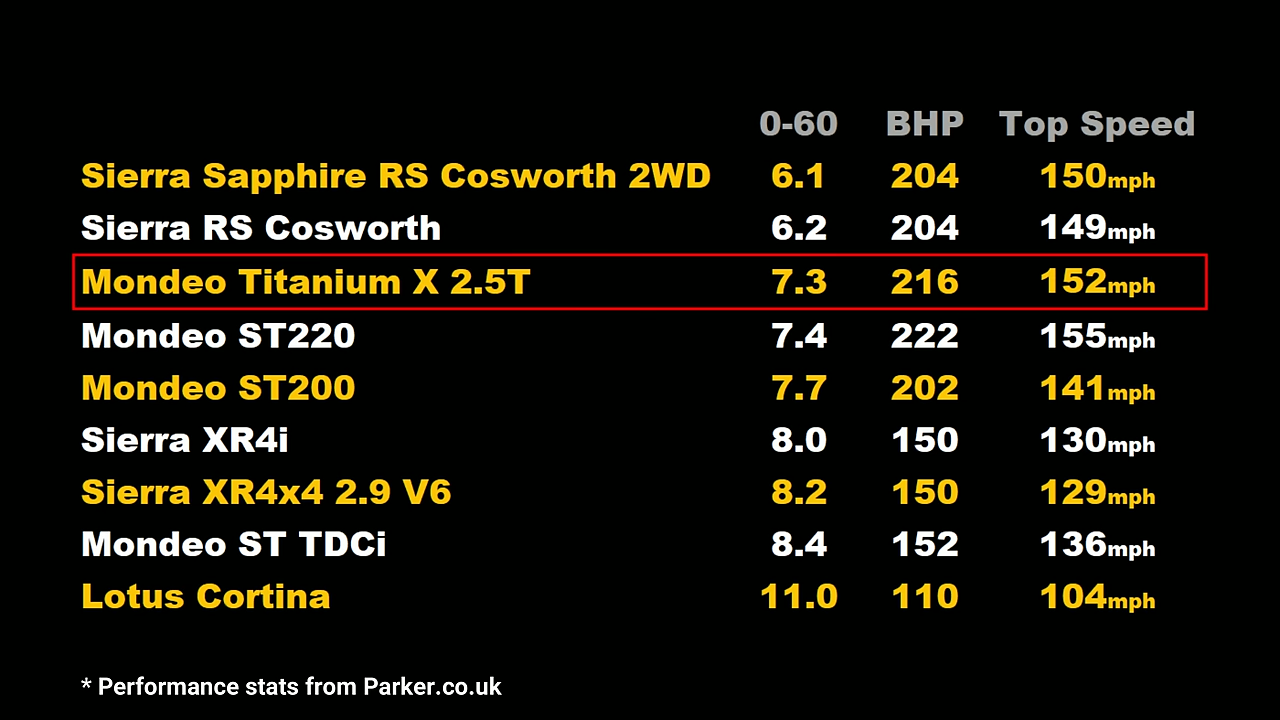 0-60 BHP Top Speed
Sierra Sapphire RS Cosworth 2WD 6.1 204 150mph
Sierra RS Cosworth 6.2 204 149mph
Mondeo Titanium X 2.5T 7.3 216 152mph
Mondeo ST220 7.4 222 155mph
Mondeo ST200 7.7 202 141mph
Sierra XR4i 8.0 150 130mph
Sierra XR4x4 2.9 V6 8.2 150 129mph
Mondeo ST TDCi 8.4 152 136mph
Lotus Cortina 11.0 110 104mph
* Performance stats from Parker.co.uk